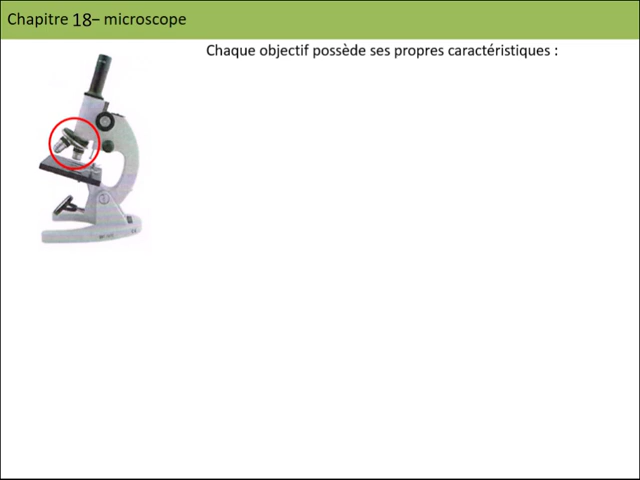 Chapitre 18– microscope
Chaque objectif possède ses propres caractéristiques :